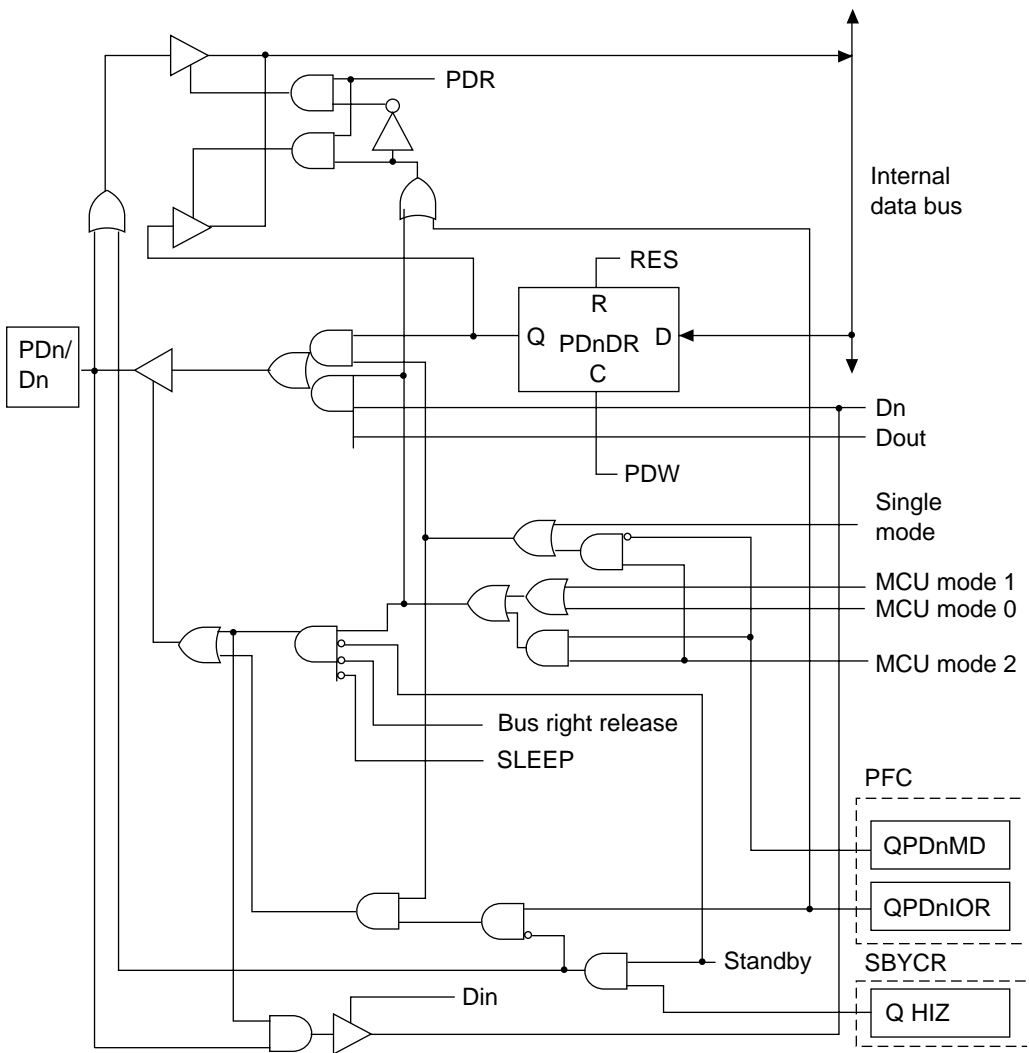 PDR
Internal
data bus
RES
R
Q
PDnDR
D
C
PDn/
Dn
Dn
Dout
PDW
Single
mode
MCU mode 1
MCU mode 0
MCU mode 2
Bus right release
SLEEP
PFC
QPDnMD
QPDnIOR
Standby
SBYCR
Din
Q HIZ